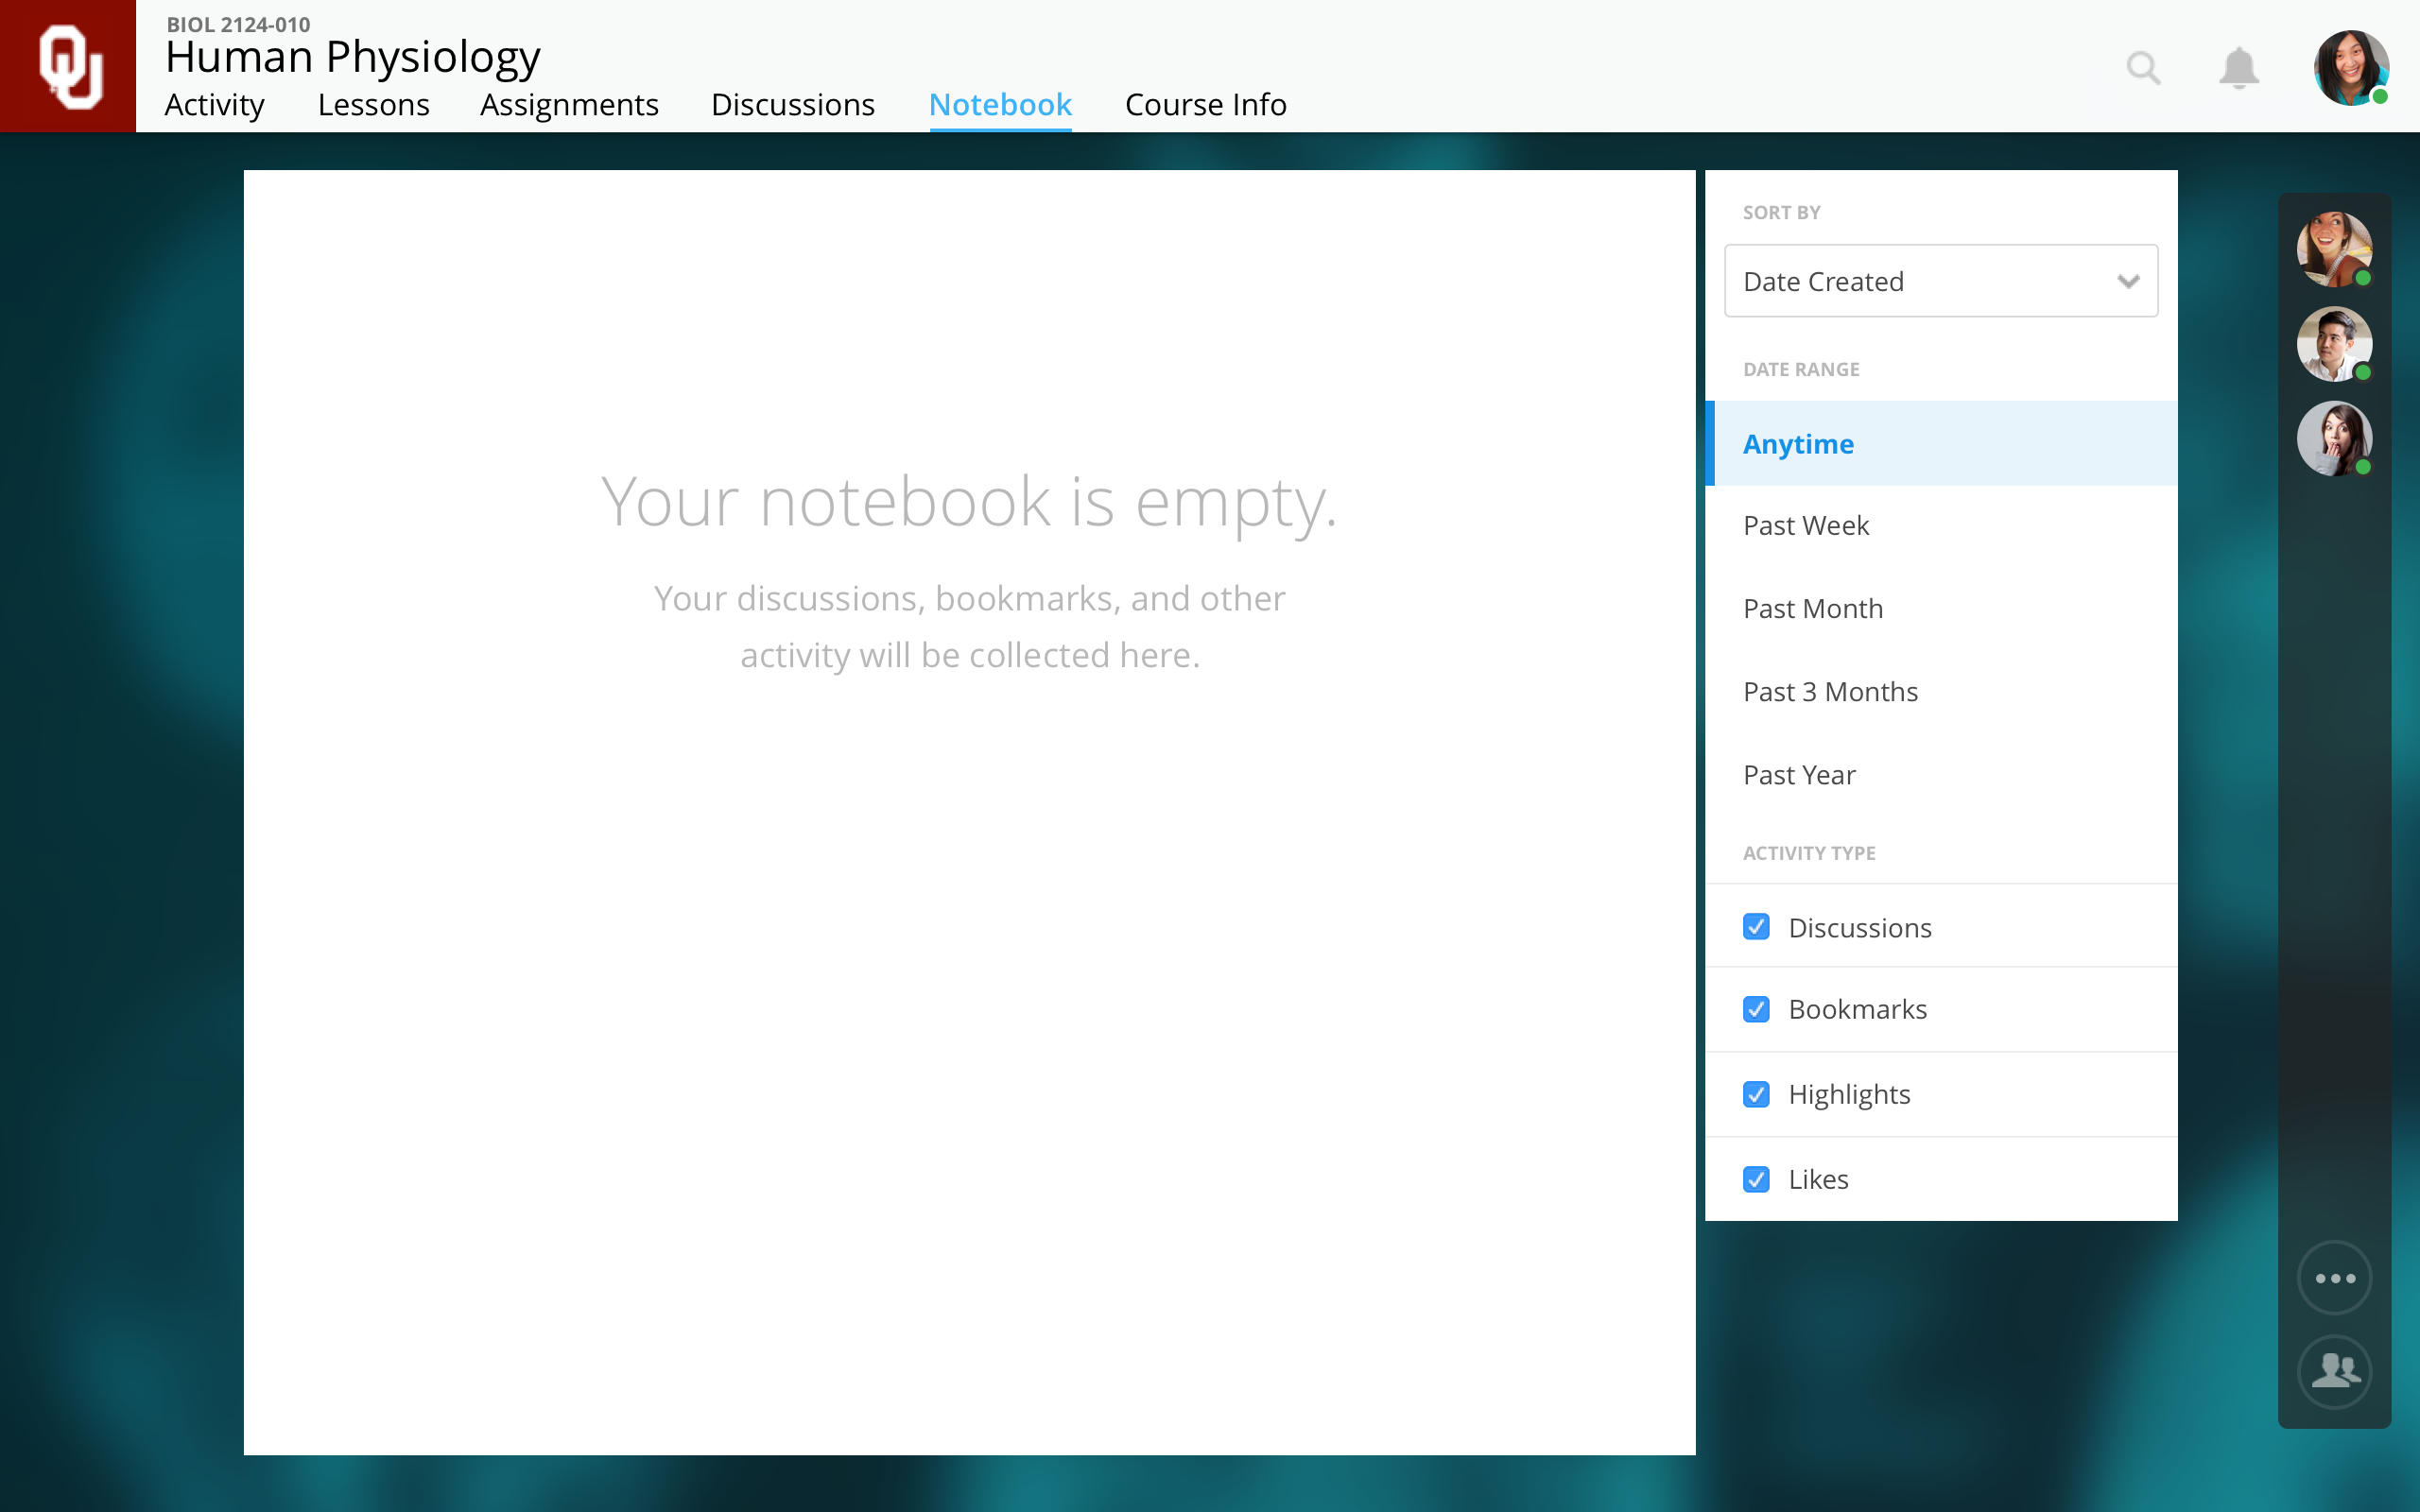 OU
BIOL 2124-010
Human Physiology
Activity Lessons Assignments Discussions Notebook Course Info
Your notebook is empty.
Your discussions, bookmarks, and other
activity will be collected here.
SORT BY
Date Created
DATE RANGE
Anytime
Past Week
Past Month
Past 3 Months
Past Year
ACTIVITY TYPE
Discussions
Bookmarks
Highlights
Likes